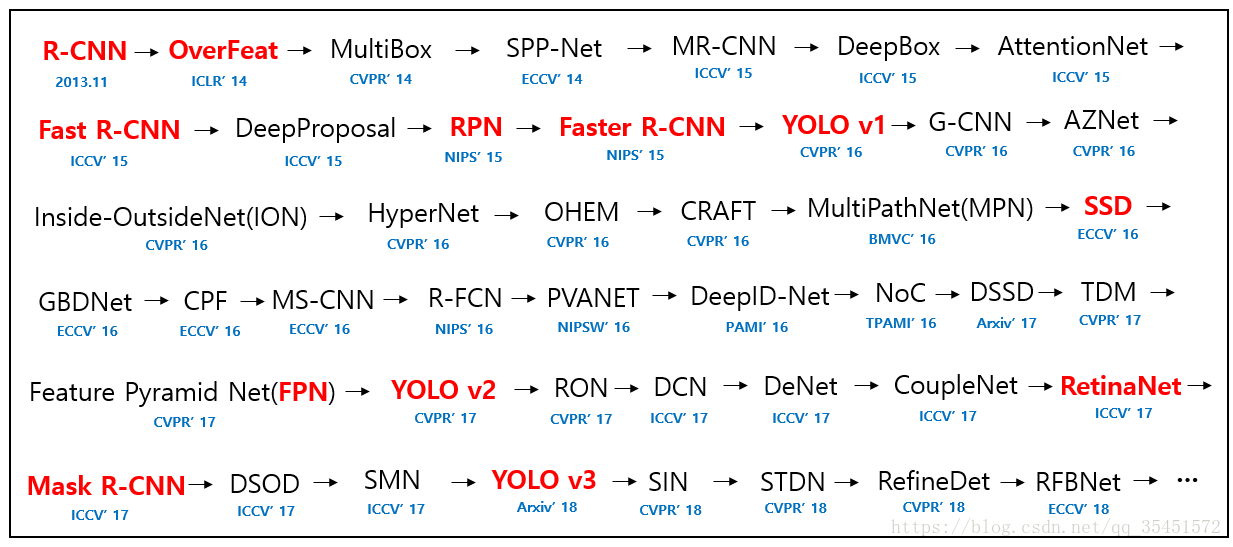 R-CNN → OverFeat → MultiBox → SPP-Net → MR-CNN → DeepBox → AttentionNet →
2013.11 ICLR' 14 CVPR' 14 ECCV' 14 ICCV' 15 ICCV' 15 ICCV' 15
Fast R-CNN → DeepProposal → RPN → Faster R-CNN → YOLO v1 → G-CNN → AZNet →
ICCV' 15 ICCV' 15 NIPS' 15 NIPS' 15 CVPR' 16 CVPR' 16 CVPR' 16
Inside-OutsideNet(ION) → HyperNet → OHEM → CRAFT → MultiPathNet(MPN) → SSD →
CVPR' 16 CVPR' 16 CVPR' 16 CVPR' 16 BMVC' 16 ECCV' 16
GBDNet → CPF → MS-CNN → R-FCN → PVANET → DeepID-Net → NoC → DSSD → TDM →
ECCV' 16 ECCV' 16 ECCV' 16 NIPS' 16 NIPSW' 16 PAMI' 16 TPAMI' 16 Arxiv' 17 CVPR' 17
Feature Pyramid Net(FPN) → YOLO v2 → RON → DCN → DeNet → CoupleNet → RetinaNet →
CVPR' 17 CVPR' 17 CVPR' 17 ICCV' 17 ICCV' 17 ICCV' 17 ICCV' 17
Mask R-CNN → DSOD → SMN → YOLO v3 → SIN → STDN → RefineDet → RFBNet → ···
ICCV' 17 ICCV' 17 ICCV' 17 Arxiv' 18 CVPR' 18 CVPR' 18 CVPR' 18 ECCV' 18
https://blog.csdn.net/qq_35451572